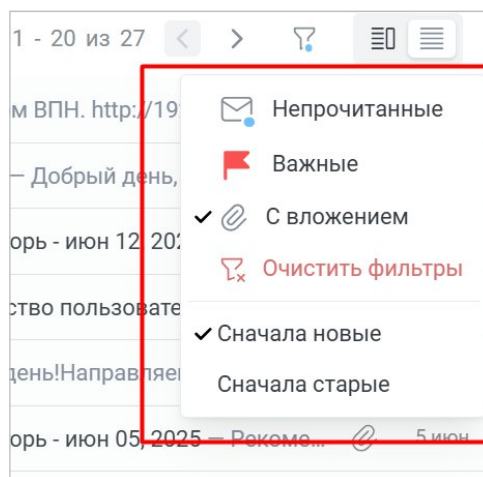 1 - 20 из 27
м ВПН. http://19
Непрочитанные
Важные
— Добрый день,
С вложением
орь - июн 12, 202
Очистить фильтры
ство пользовате
Сначала новые
день!Направляе
Сначала старые
орь - июн 05, 2025 — Рекоме... 5 июн